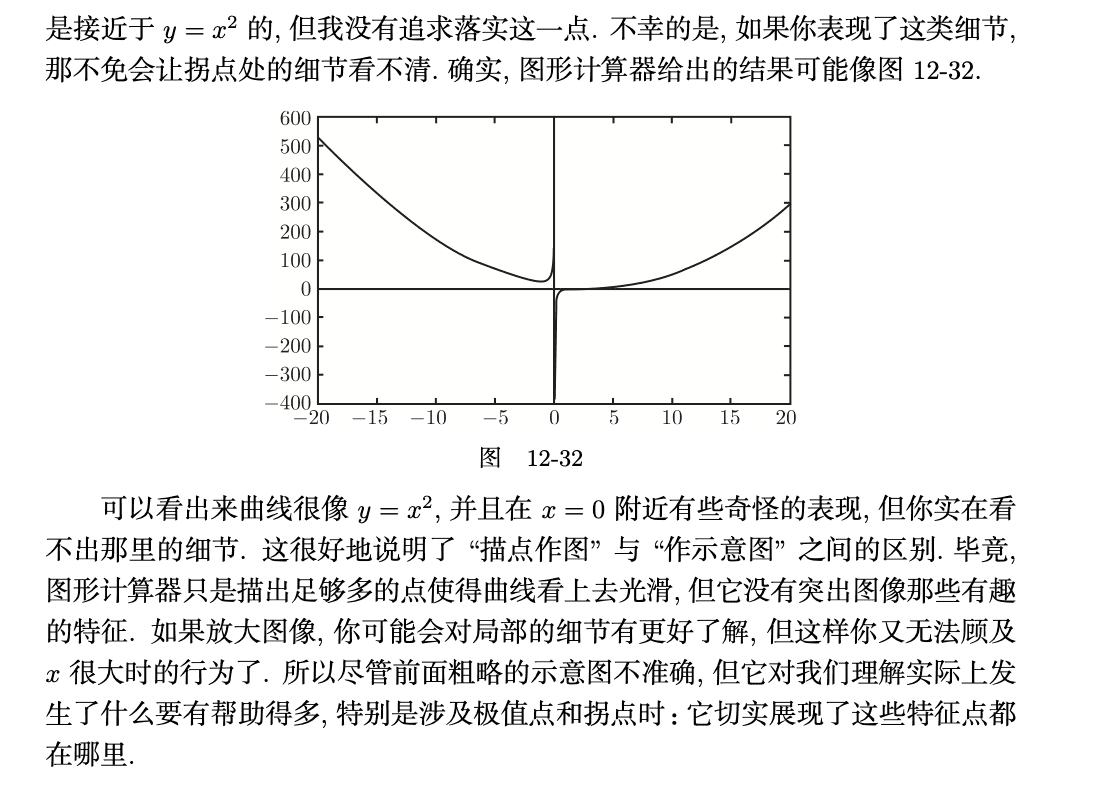 是接近于 y = x² 的, 但我没有追求落实这一点. 不幸的是, 如果你表现了这类细节,
那不免会让拐点处的细节看不清. 确实, 图形计算器给出的结果可能像图 12-32.
600
500
400
300
200
100
0
−100
−200
−300
−400
−20 −15 −10 −5 0 5 10 15 20
图 12-32
可以看出来曲线很像 y = x², 并且在 x = 0 附近有些奇怪的表现, 但你实在看
不出那里的细节. 这很好地说明了 “描点作图” 与 “作示意图” 之间的区别. 毕竟,
图形计算器只是描出足够多的点使得曲线看上去光滑, 但它没有突出图像那些有趣
的特征. 如果放大图像, 你可能会对局部的细节有更好了解, 但这样你又无法顾及
x 很大时的行为了. 所以尽管前面粗略的示意图不准确, 但它对我们理解实际上发
生了什么要有帮助得多, 特别是涉及极值点和拐点时 : 它切实展现了这些特征点都
在哪里.